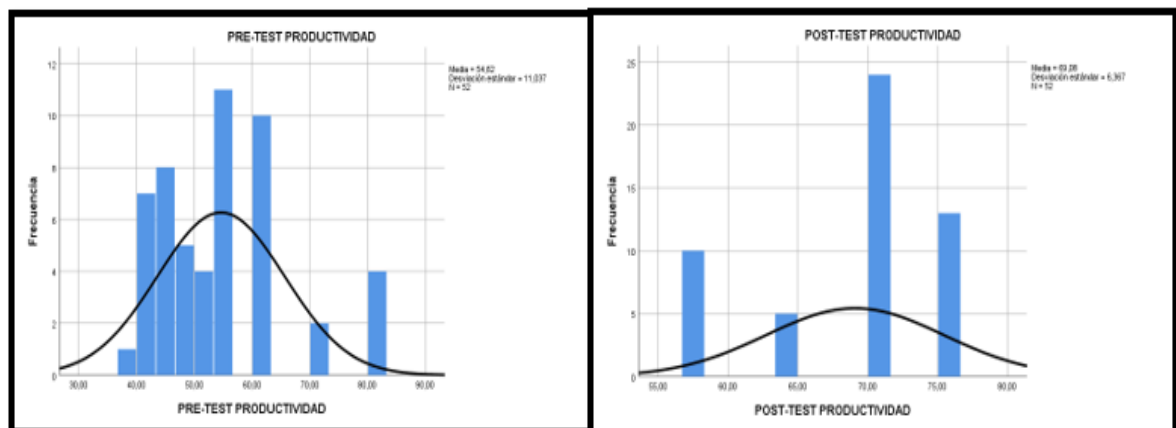 PRE-TEST PRODUCTIVIDAD
Media = 54,62
Desviación estándar = 11,037
N = 52
12
10
8
6
4
2
0
Frecuencia
30,00 40,00 50,00 60,00 70,00 80,00 90,00
PRE-TEST PRODUCTIVIDAD
POST-TEST PRODUCTIVIDAD
Media = 69,08
Desviación estándar = 6,367
N = 52
25
20
15
10
5
0
Frecuencia
55,00 60,00 65,00 70,00 75,00 80,00
POST-TEST PRODUCTIVIDAD